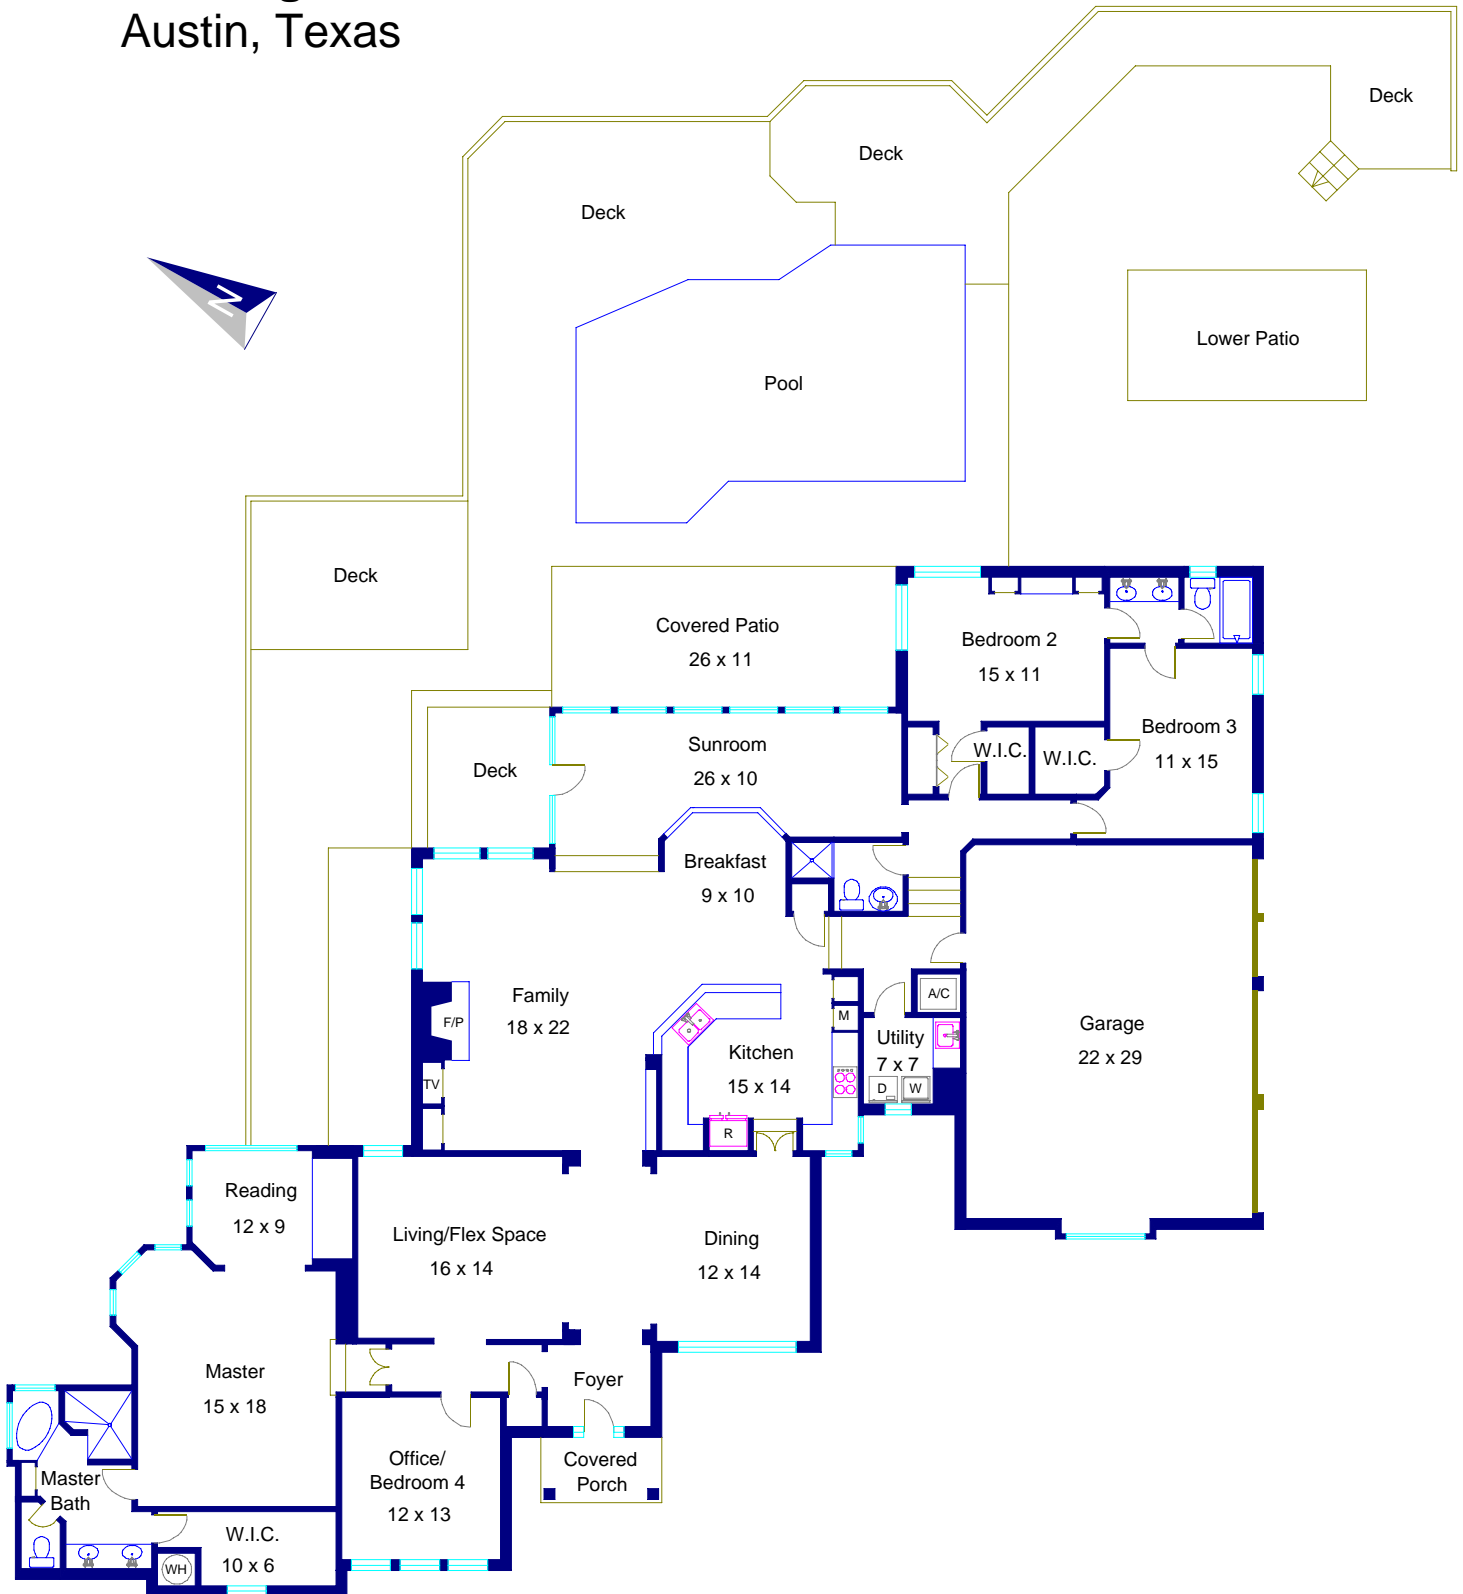 Austin, Texas
Deck
Deck
Deck
N
Lower Patio
Pool
Deck
Covered Patio
26 x 11
Bedroom 2
15 x 11
Bedroom 3
11 x 15
W.I.C.
W.I.C.
Sunroom
26 x 10
Deck
Breakfast
9 x 10
Family
18 x 22
F/P
TV
Kitchen
15 x 14
M
R
A/C
Utility
7 x 7
D
W
Garage
22 x 29
Reading
12 x 9
Living/Flex Space
16 x 14
Dining
12 x 14
Master
15 x 18
Foyer
Office/
Bedroom 4
12 x 13
Covered
Porch
Master
Bath
W.I.C.
10 x 6
WH